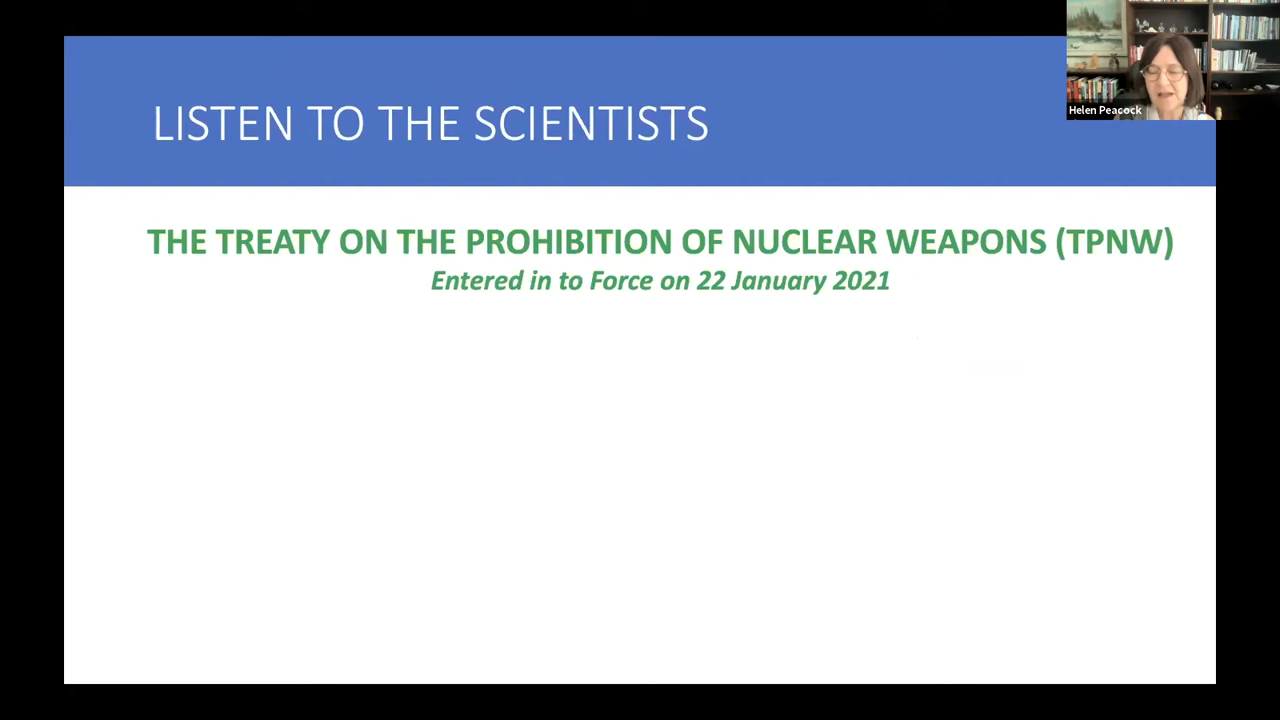 LISTEN TO THE SCIENTISTS
Helen Peacock
THE TREATY ON THE PROHIBITION OF NUCLEAR WEAPONS (TPNW)
Entered in to Force on 22 January 2021